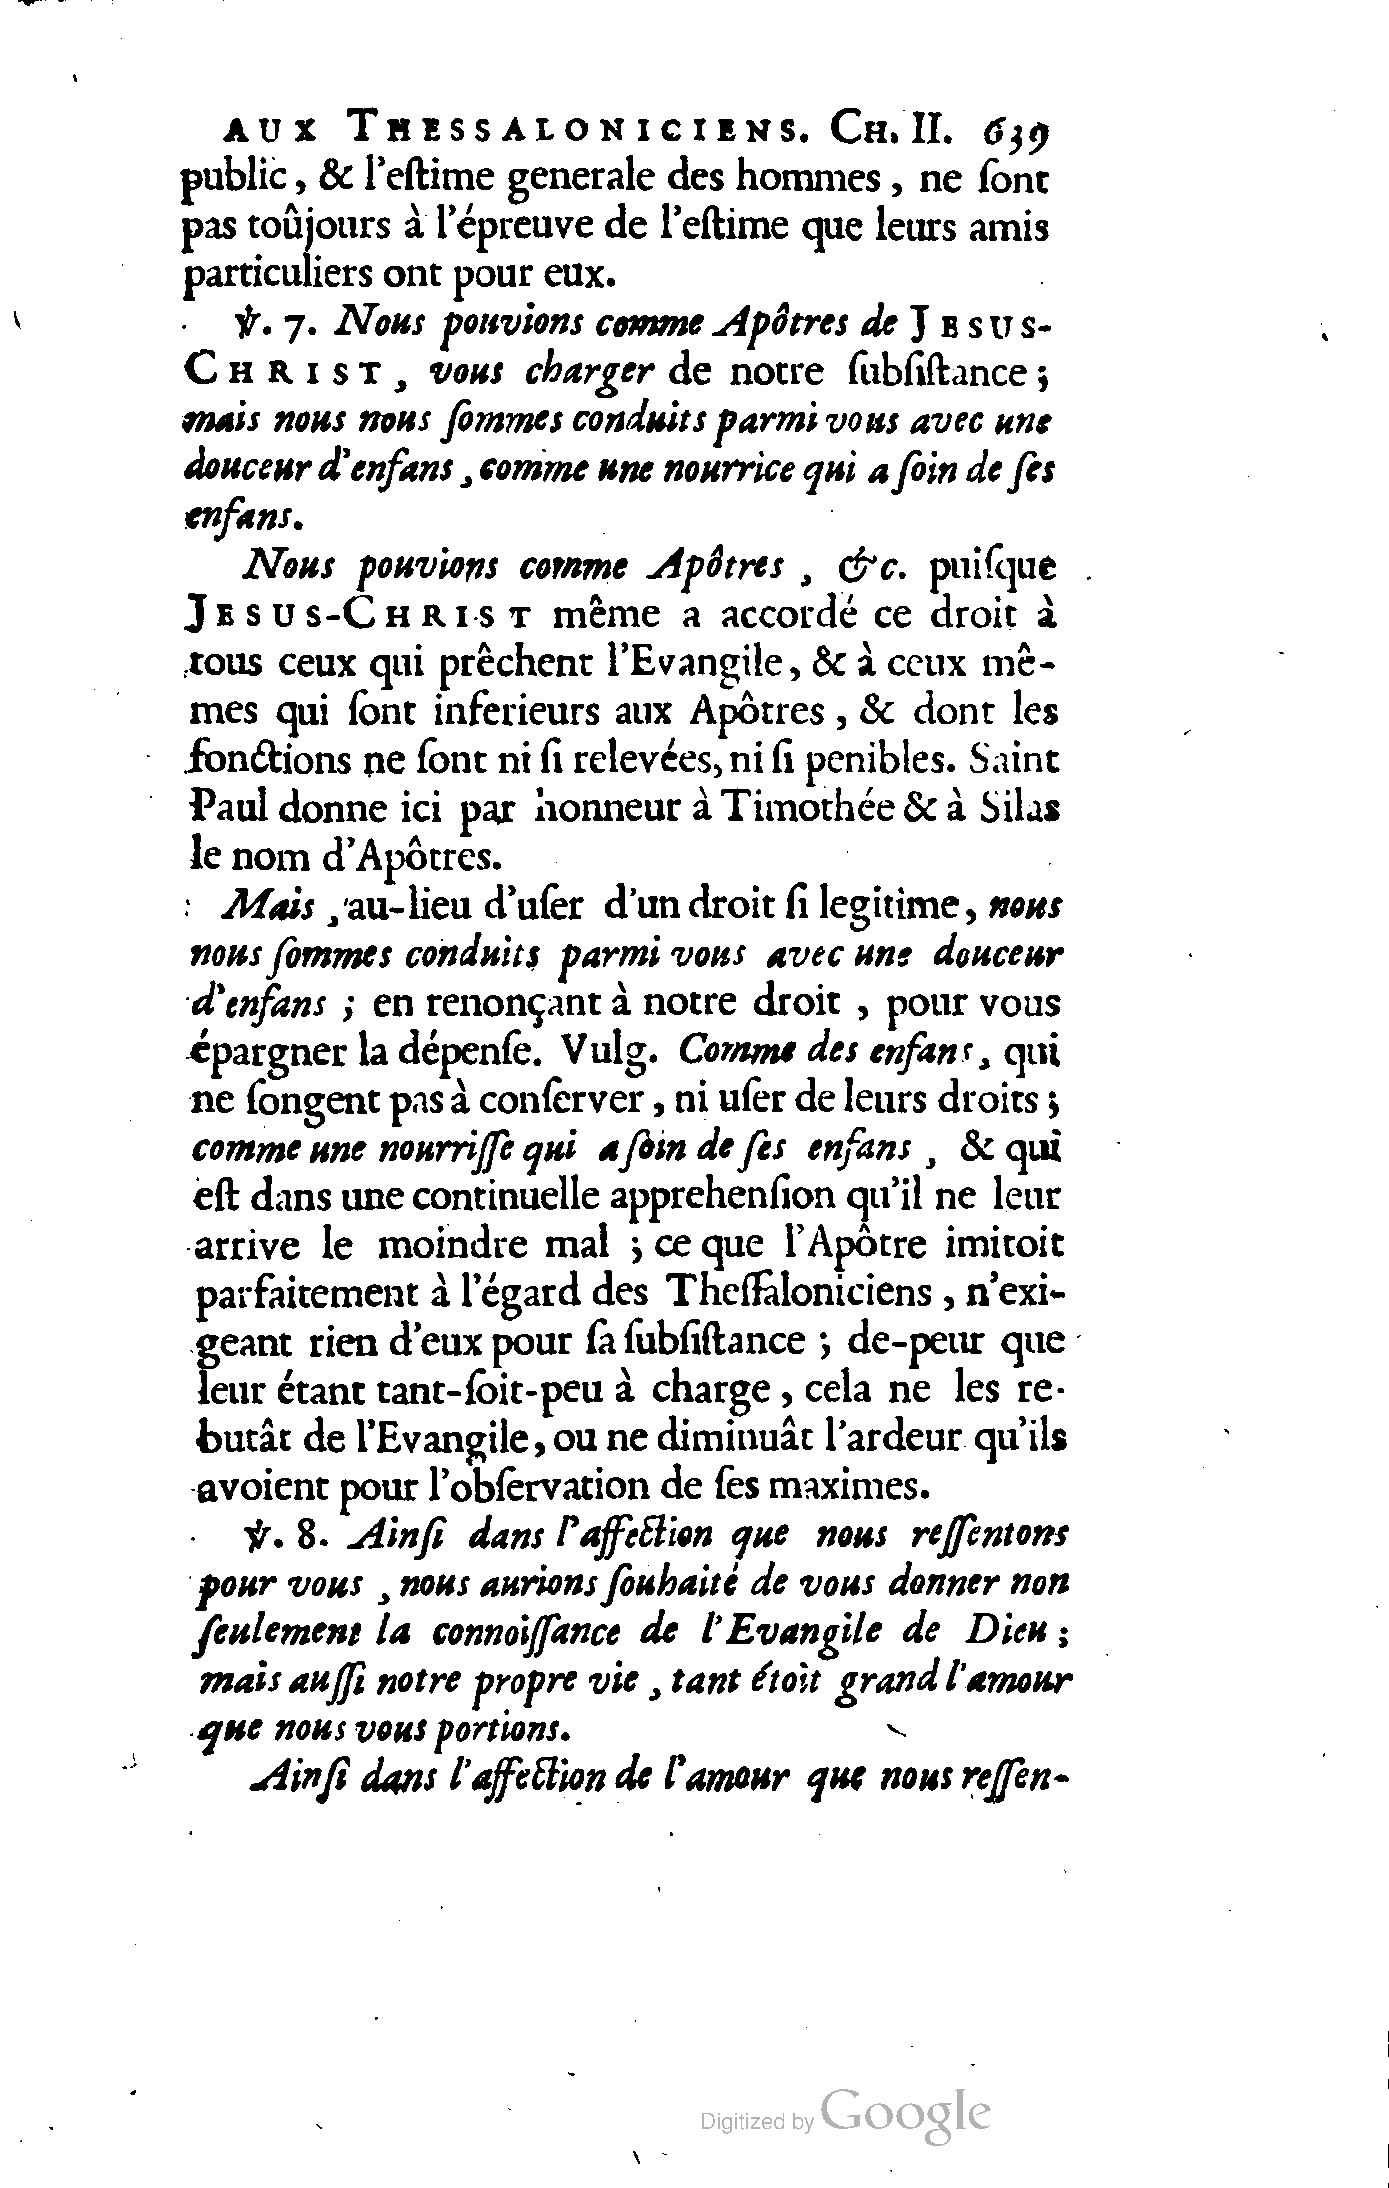 AUX THESSALONICIENS. CH. II. 639
public, & l'eſtime generale des hommes, ne ſont
pas toûjours à l'épreuve de l'eſtime que leurs amis
particuliers ont pour eux.
℣. 7. Nous pouvions comme Apôtres de JESUS-
CHRIST, vous charger de notre ſubſiſtance;
mais nous nous ſommes conduits parmi vous avec une
douceur d'enfans, comme une nourrice qui a ſoin de ſes
enfans.
Nous pouvions comme Apôtres, &c. puiſque
JESUS-CHRIST même a accordé ce droit à
tous ceux qui prêchent l'Evangile, & à ceux mê-
mes qui ſont inferieurs aux Apôtres, & dont les
fonctions ne ſont ni ſi relevées, ni ſi penibles. Saint
Paul donne ici par honneur à Timothée & à Silas
le nom d'Apôtres.
Mais, au-lieu d'uſer d'un droit ſi legitime, nous
nous ſommes conduits parmi vous avec une douceur
d'enfans; en renonçant à notre droit, pour vous
épargner la dépenſe. Vulg. Comme des enfans, qui
ne ſongent pas à conſerver, ni uſer de leurs droits;
comme une nourriſſe qui a ſoin de ſes enfans, & qui
eſt dans une continuelle apprehenſion qu'il ne leur
arrive le moindre mal; ce que l'Apôtre imitoit
parfaitement à l'égard des Theſſaloniciens, n'exi-
geant rien d'eux pour ſa ſubſiſtance; de-peur que
leur étant tant-ſoit-peu à charge, cela ne les re-
butât de l'Evangile, ou ne diminuât l'ardeur qu'ils
avoient pour l'obſervation de ſes maximes.
℣. 8. Ainſi dans l'affection que nous reſſentons
pour vous, nous aurions ſouhaité de vous donner non
ſeulement la connoiſſance de l'Evangile de Dieu;
mais auſſi notre propre vie, tant étoit grand l'amour
que nous vous portions.
Ainſi dans l'affection de l'amour que nous reſſen-
Digitized by Google